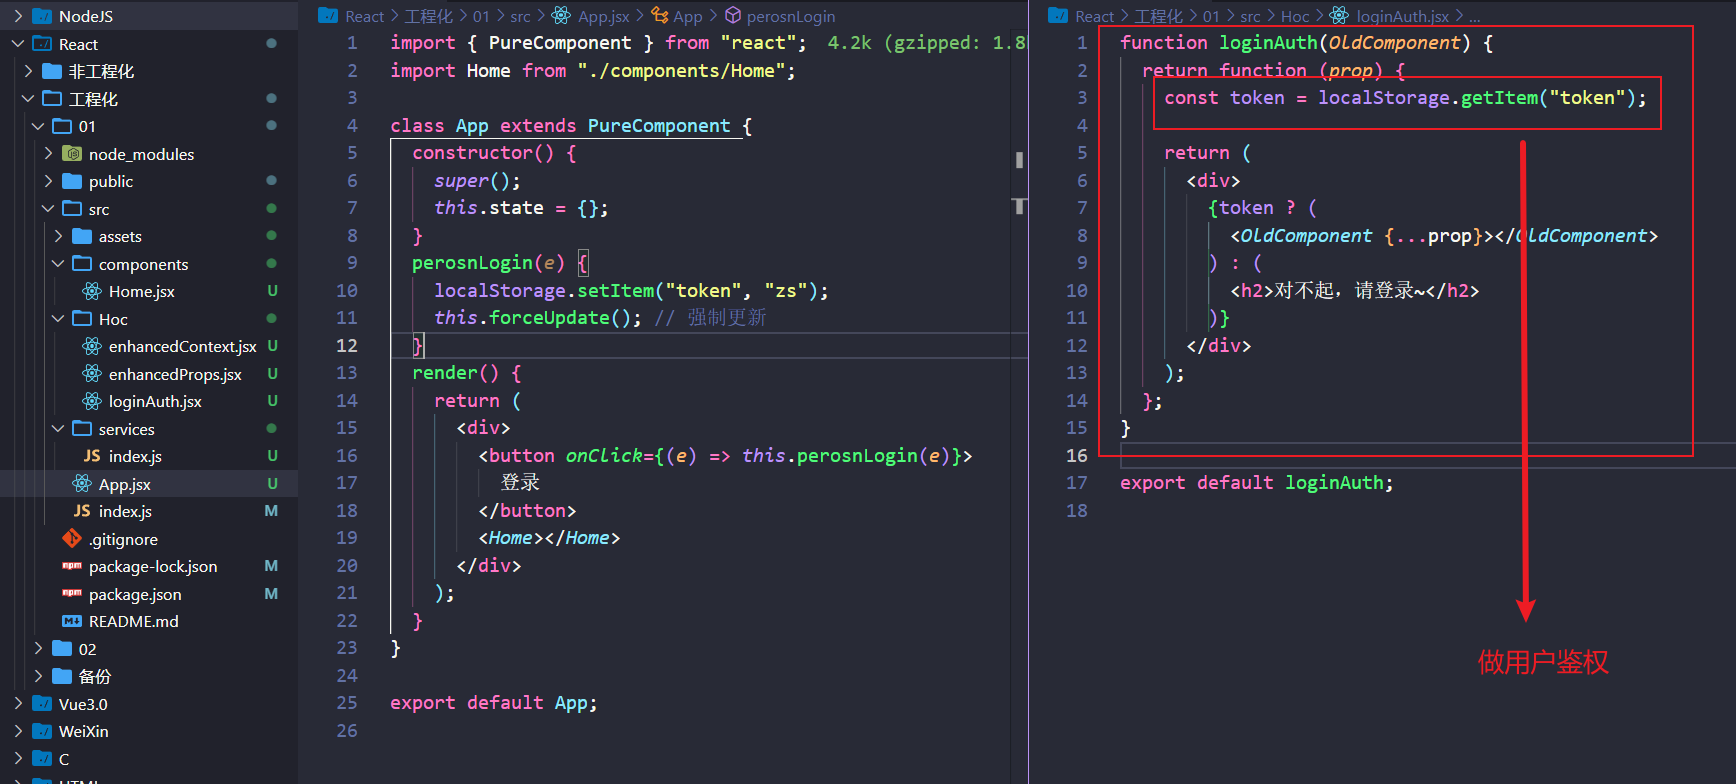 NodeJS
React
非工程化
工程化
01
node_modules
public
src
assets
components
Home.jsx U
Hoc
enhancedContext.jsx U
enhancedProps.jsx U
loginAuth.jsx U
services
JS index.js U
App.jsx U
JS index.js M
.gitignore
npm package-lock.json M
npm package.json M
README.md
02
备份
Vue3.0
WeiXin
C
React > 工程化 > 01 > src > App.jsx > App > perosnLogin
1 import { PureComponent } from "react"; 4.2k (gzipped: 1.8
2 import Home from "./components/Home";
3
4 class App extends PureComponent {
5 constructor() {
6 super();
7 this.state = {};
8 }
9 perosnLogin(e) {
10 localStorage.setItem("token", "zs");
11 this.forceUpdate(); // 强制更新
12 }
13 render() {
14 return (
15 <div>
16 <button onClick={(e) => this.perosnLogin(e)}>
17 登录
18 </button>
19 <Home></Home>
20 </div>
21 );
22 }
23 }
24
25 export default App;
26
React > 工程化 > 01 > src > Hoc > loginAuth.jsx > ...
1 function loginAuth(OldComponent) {
2 return function (prop) {
3 const token = localStorage.getItem("token");
4
5 return (
6 <div>
7 {token ? (
8 <OldComponent {...prop}></OldComponent>
9 ) : (
10 <h2>对不起，请登录~</h2>
11 )}
12 </div>
13 );
14 };
15 }
16
17 export default loginAuth;
18
做用户鉴权